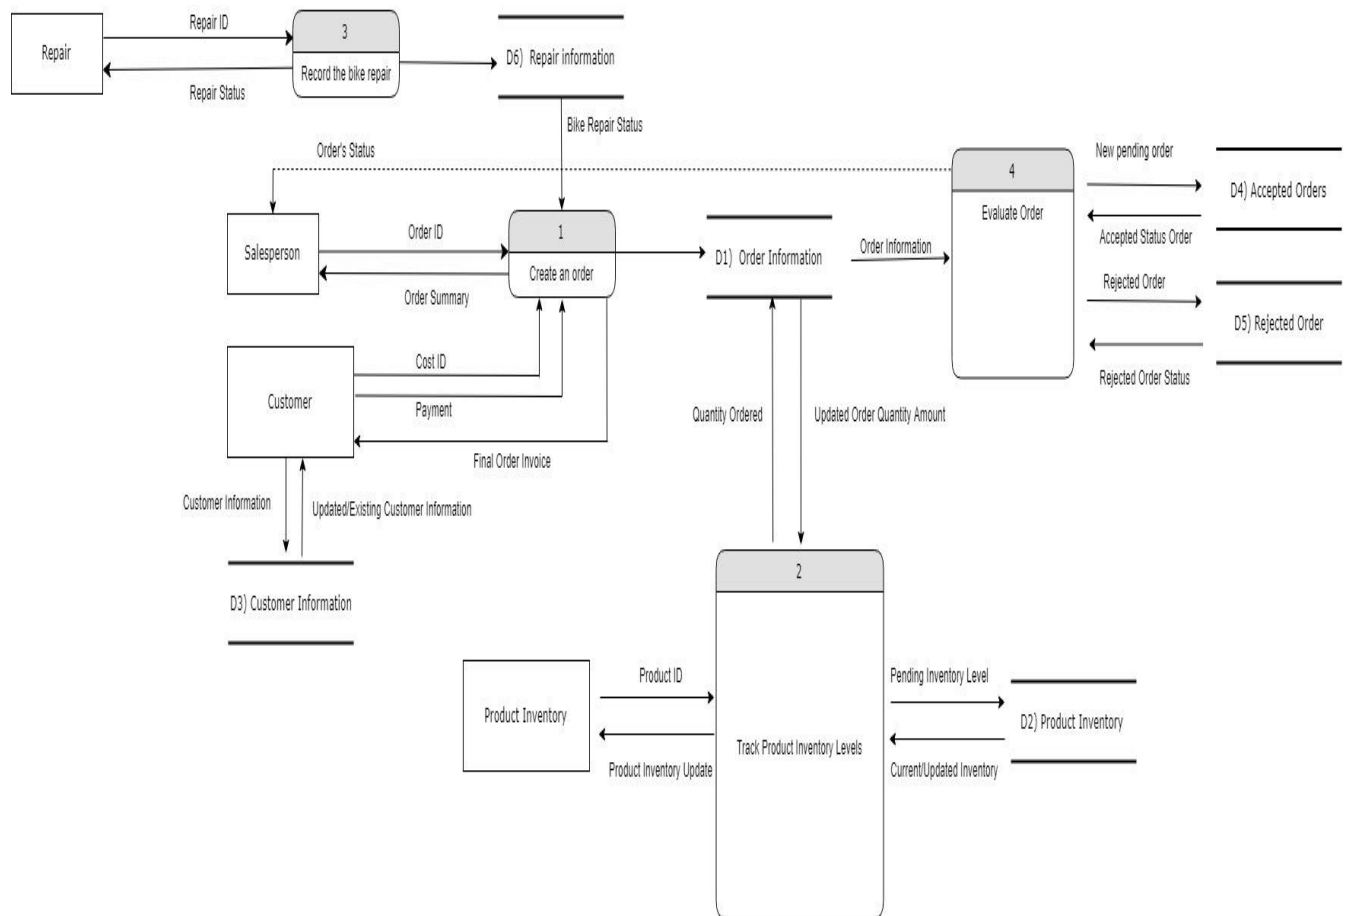 Repair ID
3
Repair
D6)  Repair information
Record the bike repair
Repair Status
Bike Repair Status
Order's Status
New pending order
4
D4) Accepted Orders
Evaluate Order
Order ID
1
Accepted Status Order
Salesperson
D1)  Order Information
Order Information
Create an order
Rejected Order
Order Summary
D5) Rejected Order
Cost ID
Rejected Order Status
Customer
Payment
Quantity Ordered
Updated Order Quantity Amount
Final Order Invoice
Customer Information
Updated/Existing Customer Information
2
D3) Customer Information
Product ID
Pending Inventory Level
Product Inventory
D2) Product Inventory
Track Product Inventory Levels
Product Inventory Update
Current/Updated Inventory